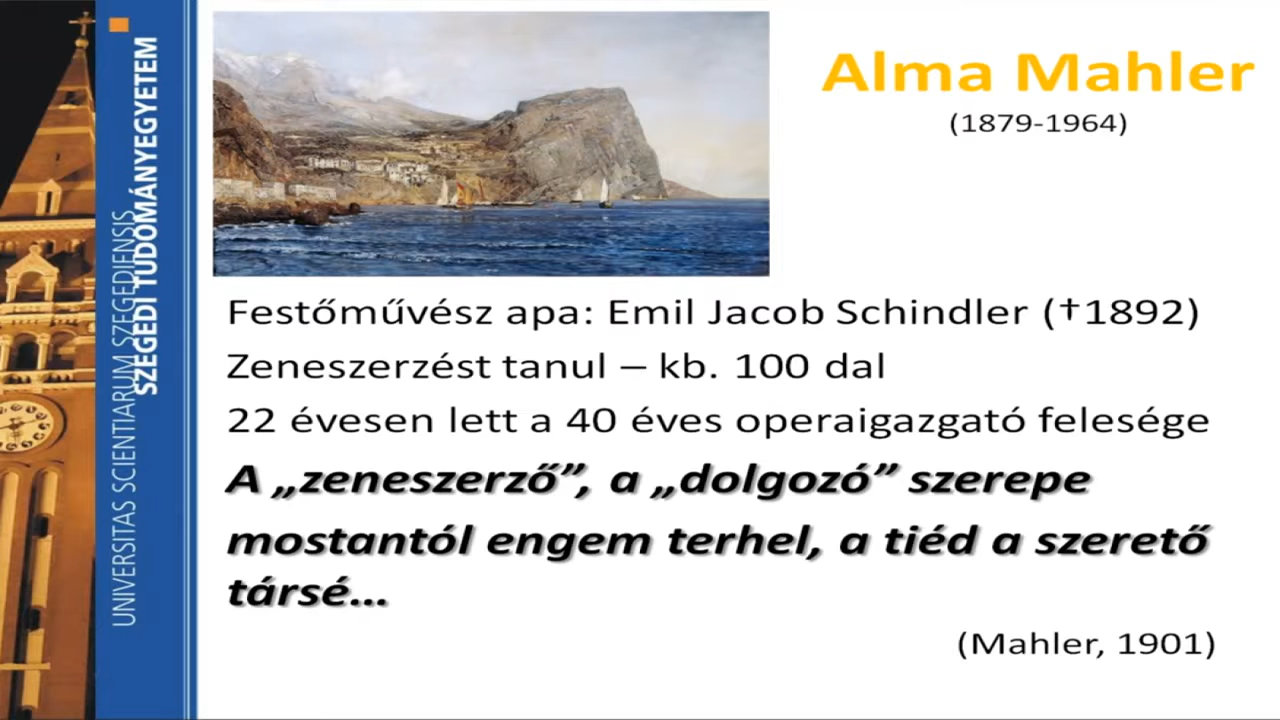 UNIVERSITAS SCIENTIARUM SZEGEDIENSIS
SZEGEDI TUDOMÁNYEGYETEM
Alma Mahler
(1879-1964)
Festőművész apa: Emil Jacob Schindler (†1892)
Zeneszerzést tanul – kb. 100 dal
22 évesen lett a 40 éves operaigazgató felesége
A „zeneszerző”, a „dolgozó” szerepe
mostantól engem terhel, a tiéd a szerető
társé…
(Mahler, 1901)